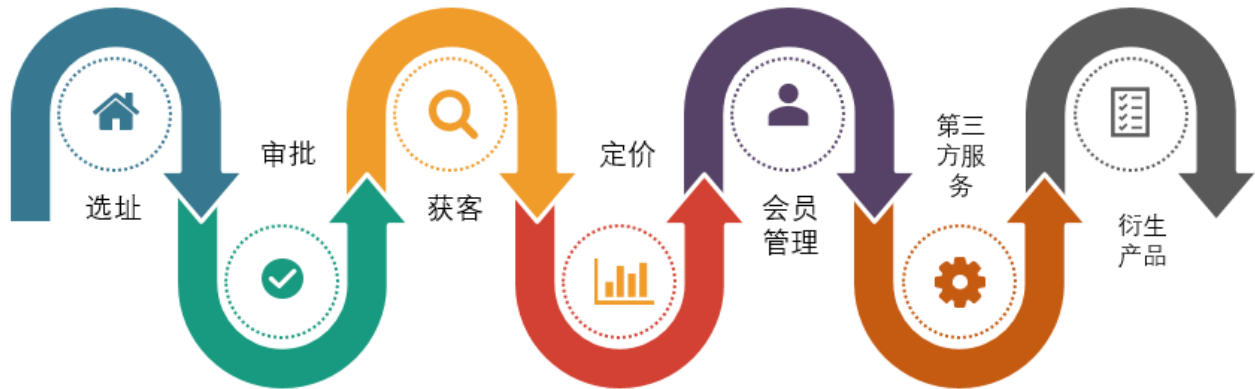 选址
审批
获客
定价
会员
管理
第三
方服
务
衍生
产品